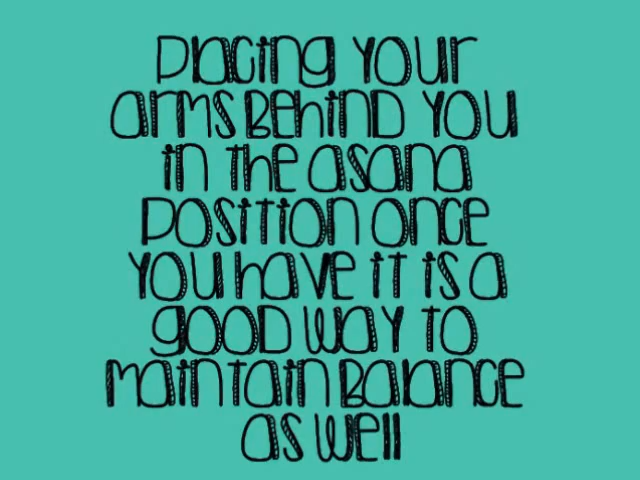 Placing your
arms Behind you
in the asana
position once
you have it is a
good way to
maintain Balance
as well